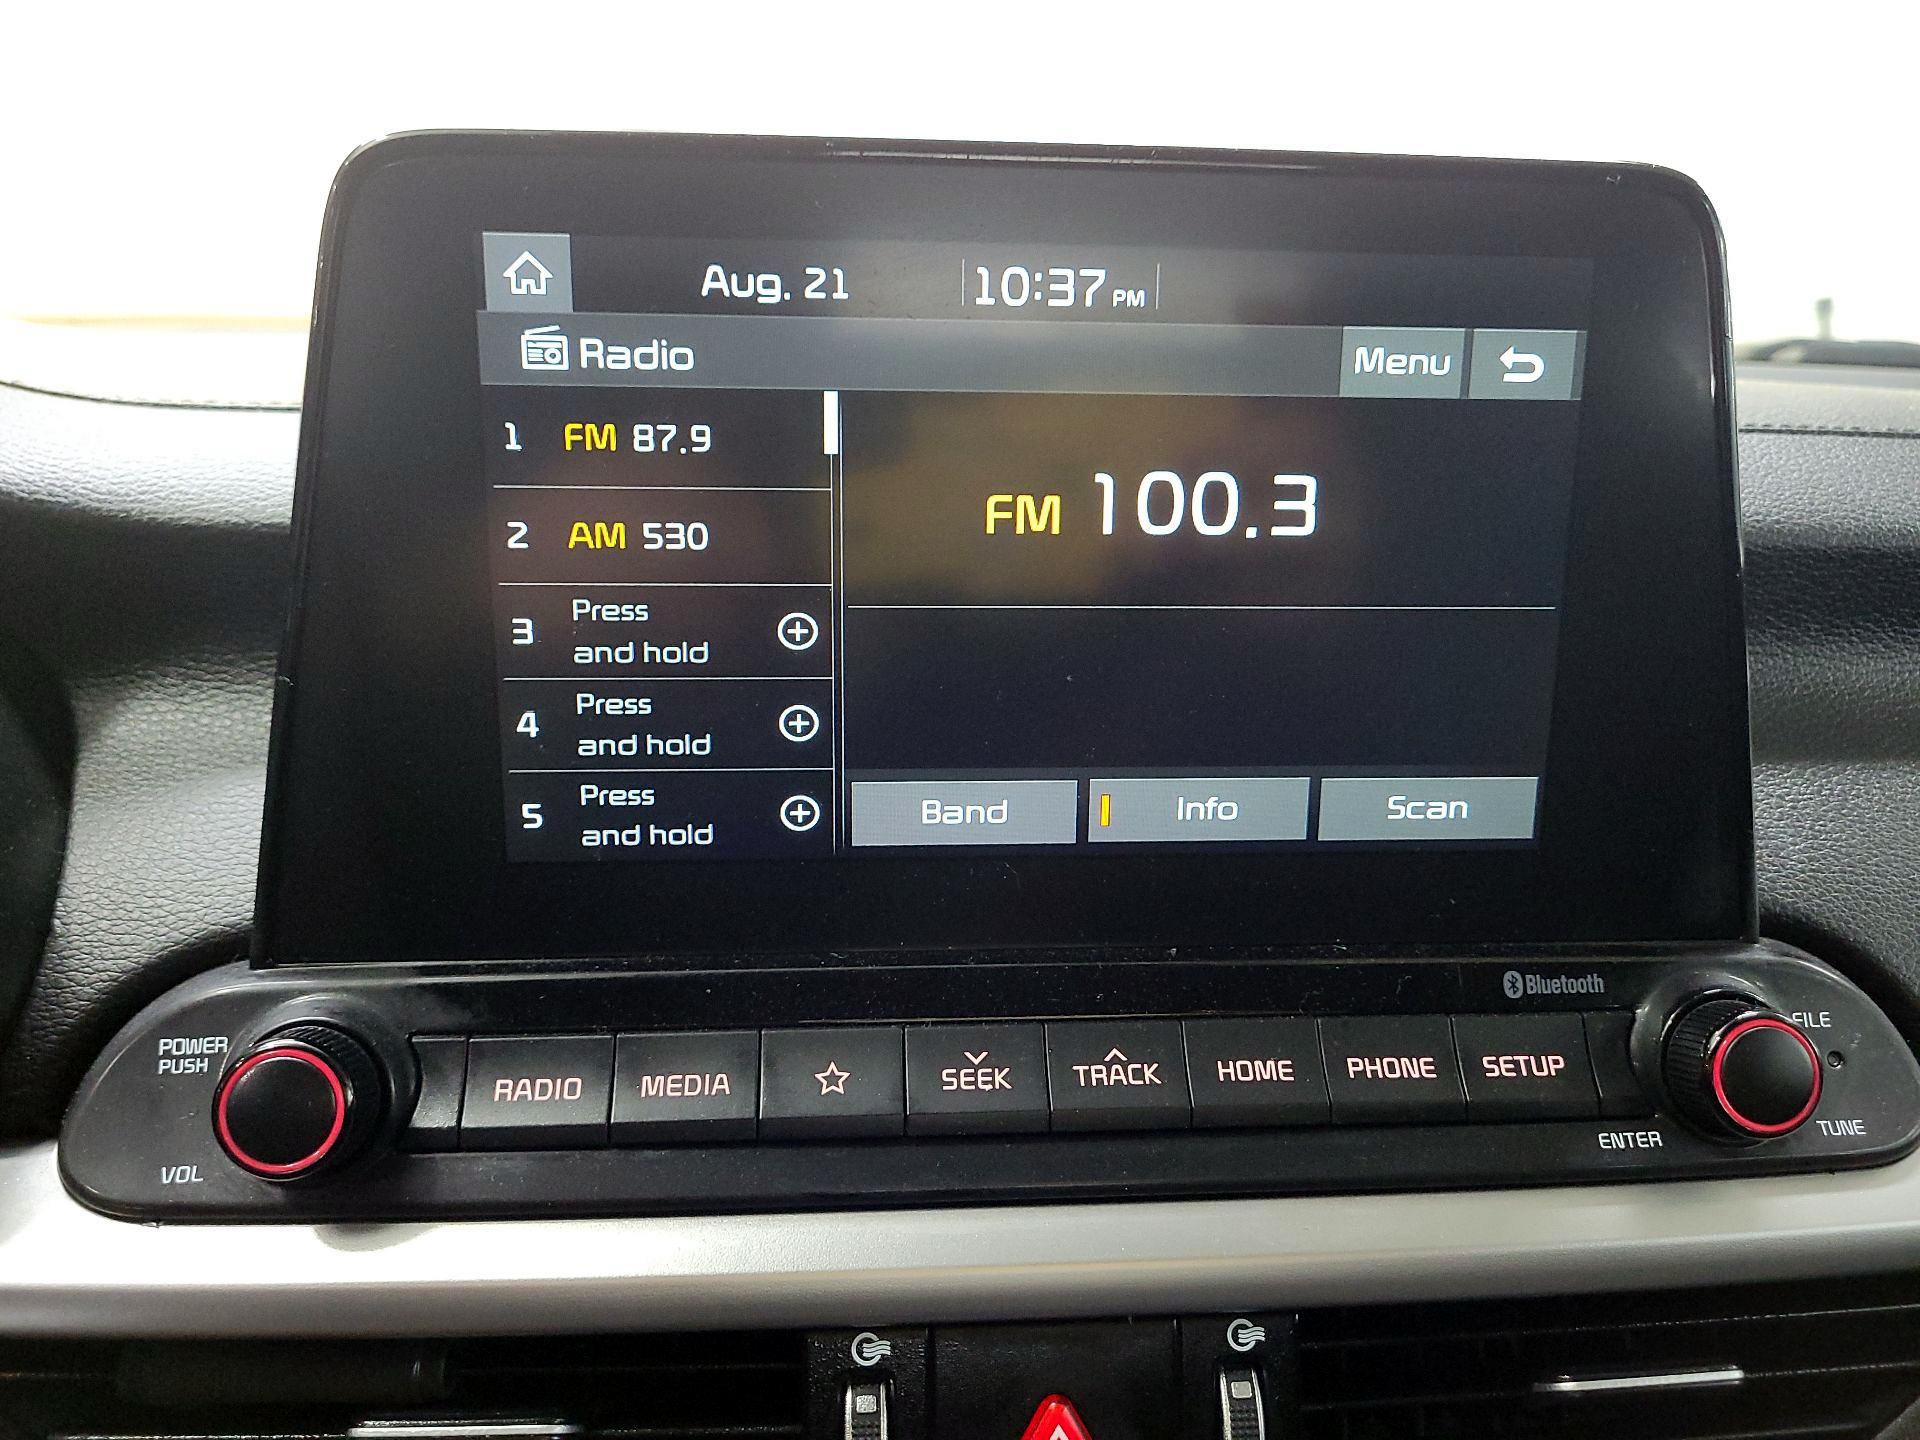 Aug. 21 10:37 PM
Radio Menu
1 FM 87.9
2 AM 530
3 Press
and hold
4 Press
and hold
5 Press
and hold
FM 100.3
Band Info Scan
Bluetooth
POWER
PUSH
VOL
RADIO MEDIA SEEK TRACK HOME PHONE SETUP
FILE
TUNE
ENTER